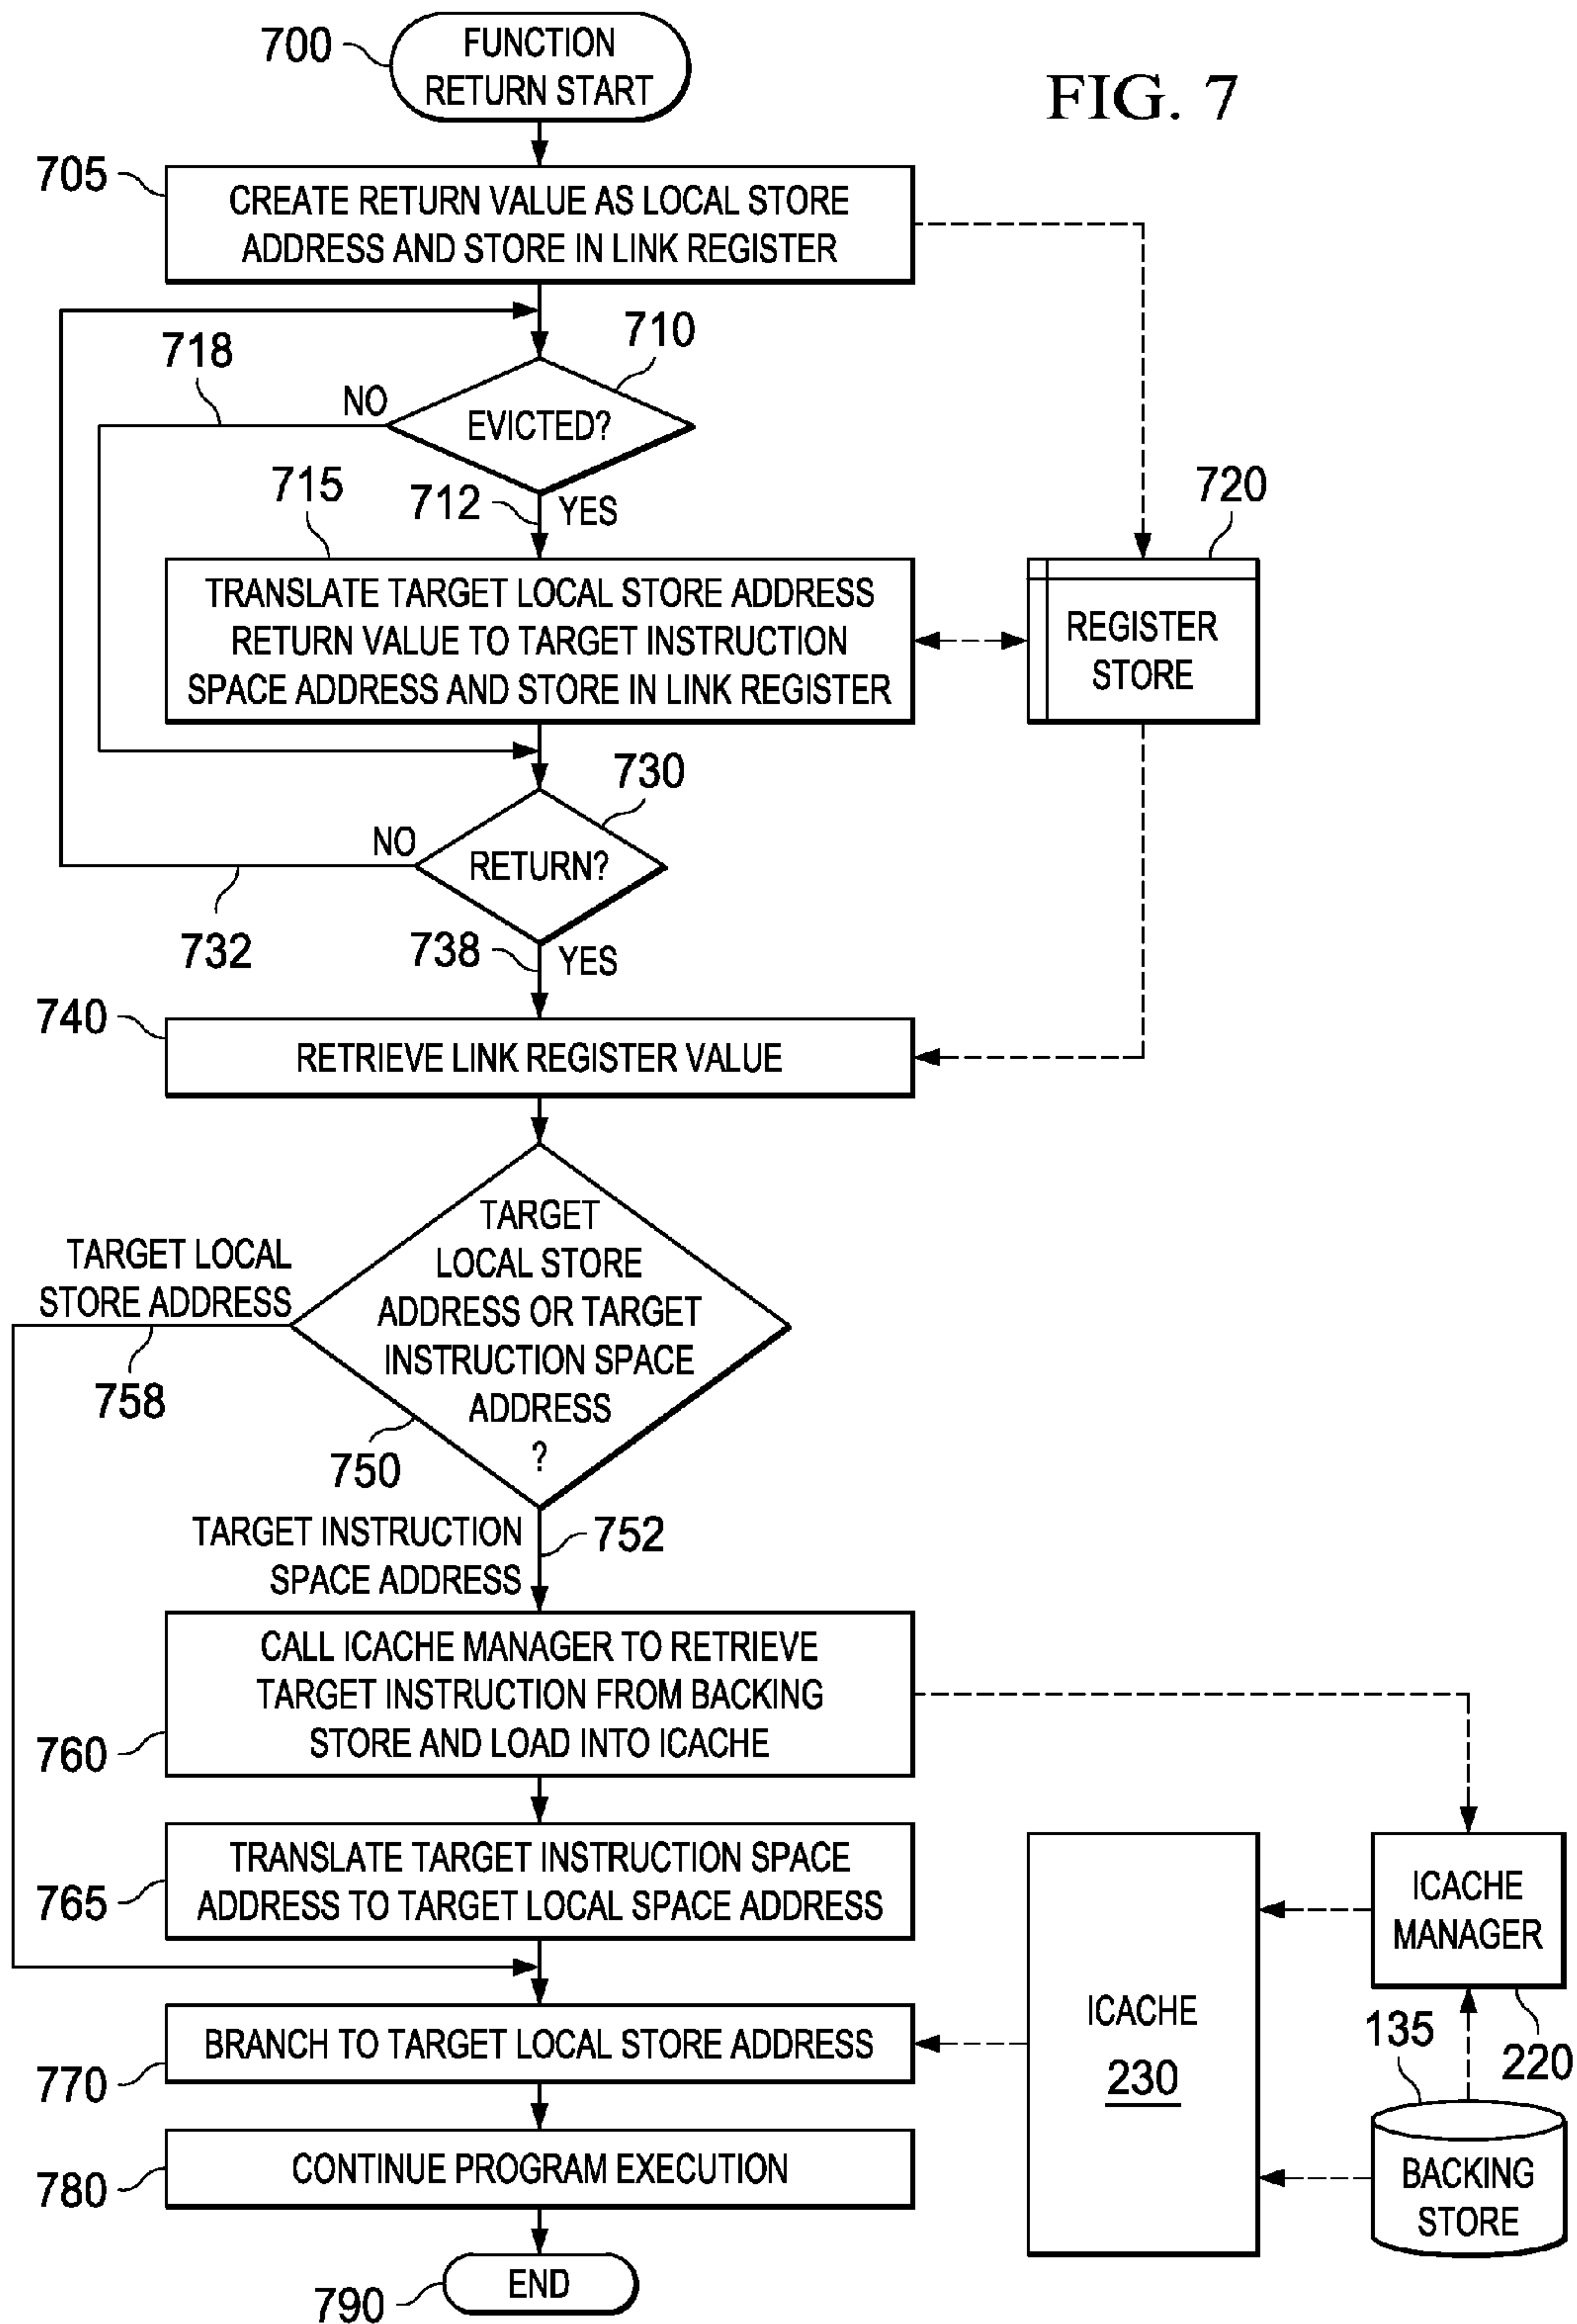 700
FUNCTION
RETURN START
FIG. 7
705
CREATE RETURN VALUE AS LOCAL STORE
ADDRESS AND STORE IN LINK REGISTER
718
710
NO
EVICTED?
715
712
YES
720
TRANSLATE TARGET LOCAL STORE ADDRESS
RETURN VALUE TO TARGET INSTRUCTION
SPACE ADDRESS AND STORE IN LINK REGISTER
REGISTER
STORE
730
NO
RETURN?
732
738
YES
740
RETRIEVE LINK REGISTER VALUE
TARGET LOCAL
STORE ADDRESS
758
TARGET
LOCAL STORE
ADDRESS OR TARGET
INSTRUCTION SPACE
ADDRESS
?
750
TARGET INSTRUCTION
SPACE ADDRESS
752
CALL ICACHE MANAGER TO RETRIEVE
TARGET INSTRUCTION FROM BACKING
STORE AND LOAD INTO ICACHE
760
TRANSLATE TARGET INSTRUCTION SPACE
ADDRESS TO TARGET LOCAL SPACE ADDRESS
765
ICACHE
MANAGER
220
BRANCH TO TARGET LOCAL STORE ADDRESS
770
ICACHE
230
135
BACKING
STORE
CONTINUE PROGRAM EXECUTION
780
END
790